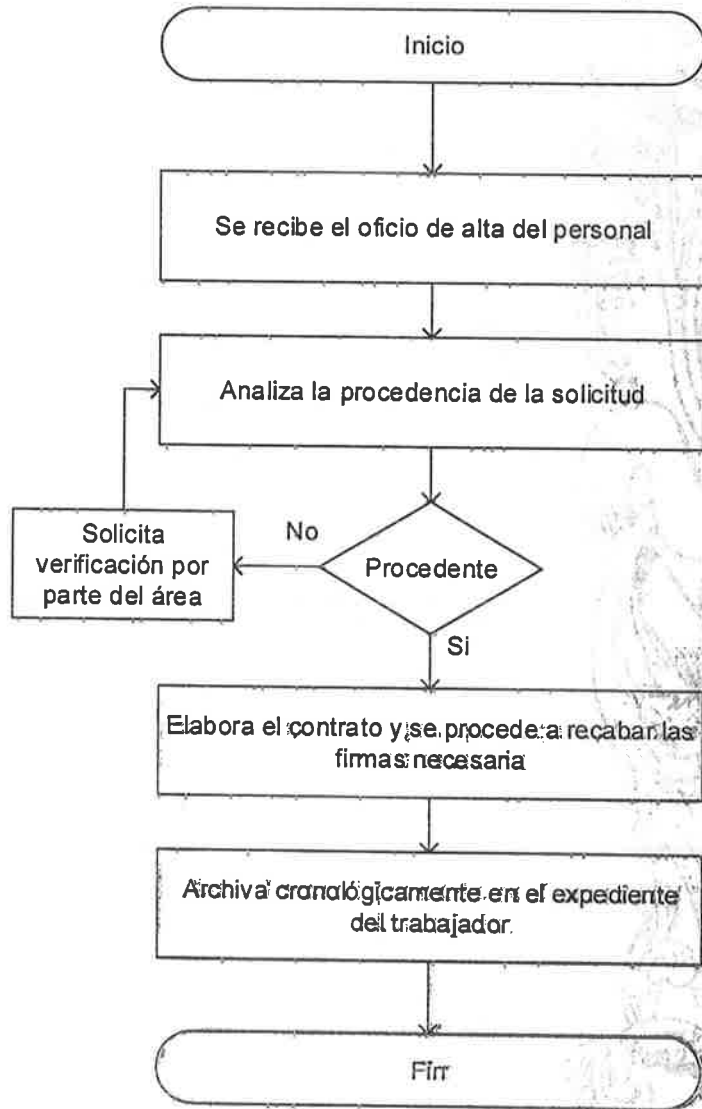 Inicio
Se recibe el oficio de alta del personal
Analiza la procedencia de la solicitud
Solicita
verificación por
parte del área
No
Procedente
Si
Elabora el contrato y se procede a recabar las
firmas necesaria
Archiva cronológicamente en el expediente
del trabajador.
Fin